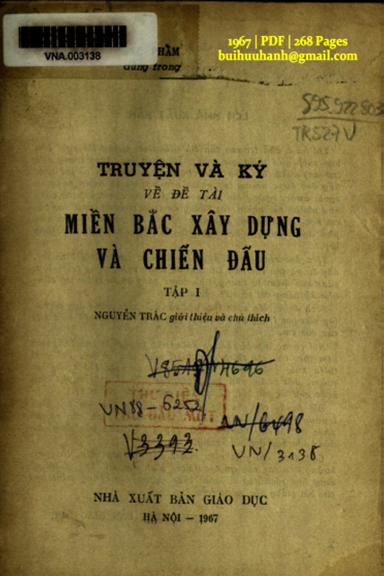 1967 | PDF | 268 Pages
buihuuhanh@gmail.com
VNA.003138
TRUYỆN VÀ KÝ
VỀ ĐỀ TÀI
MIỀN BẮC XÂY DỰNG
VÀ CHIẾN ĐẤU
TẬP I
NGUYỄN TRÁC giới thiệu và chú thích
VN/3138
NHÀ XUẤT BẢN GIÁO DỤC
HÀ NỘI — 1967